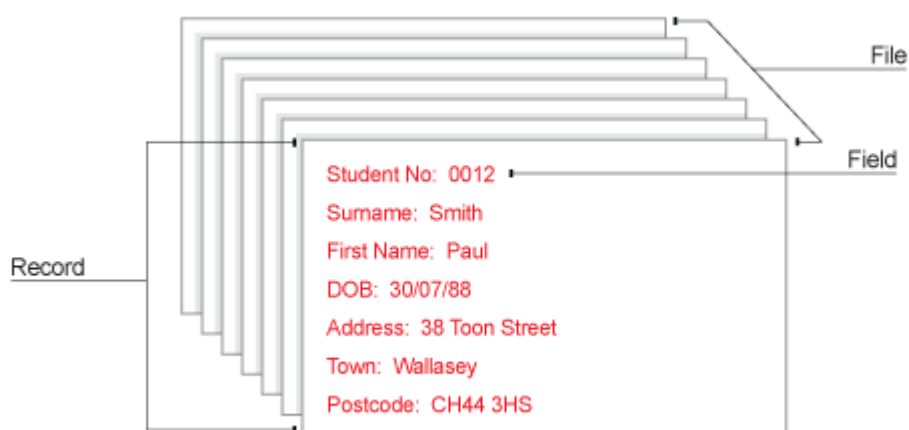 File
Field
Student No: 0012
Surname: Smith
First Name: Paul
Record
DOB: 30/07/88
Address: 38 Toon Street
Town: Wallasey
Postcode: CH44 3HS